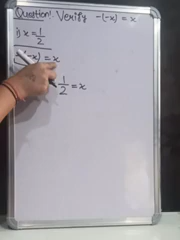 Question! Verify -(-x) = x
i) x = 1/2
(-x) = x
1/2 = x